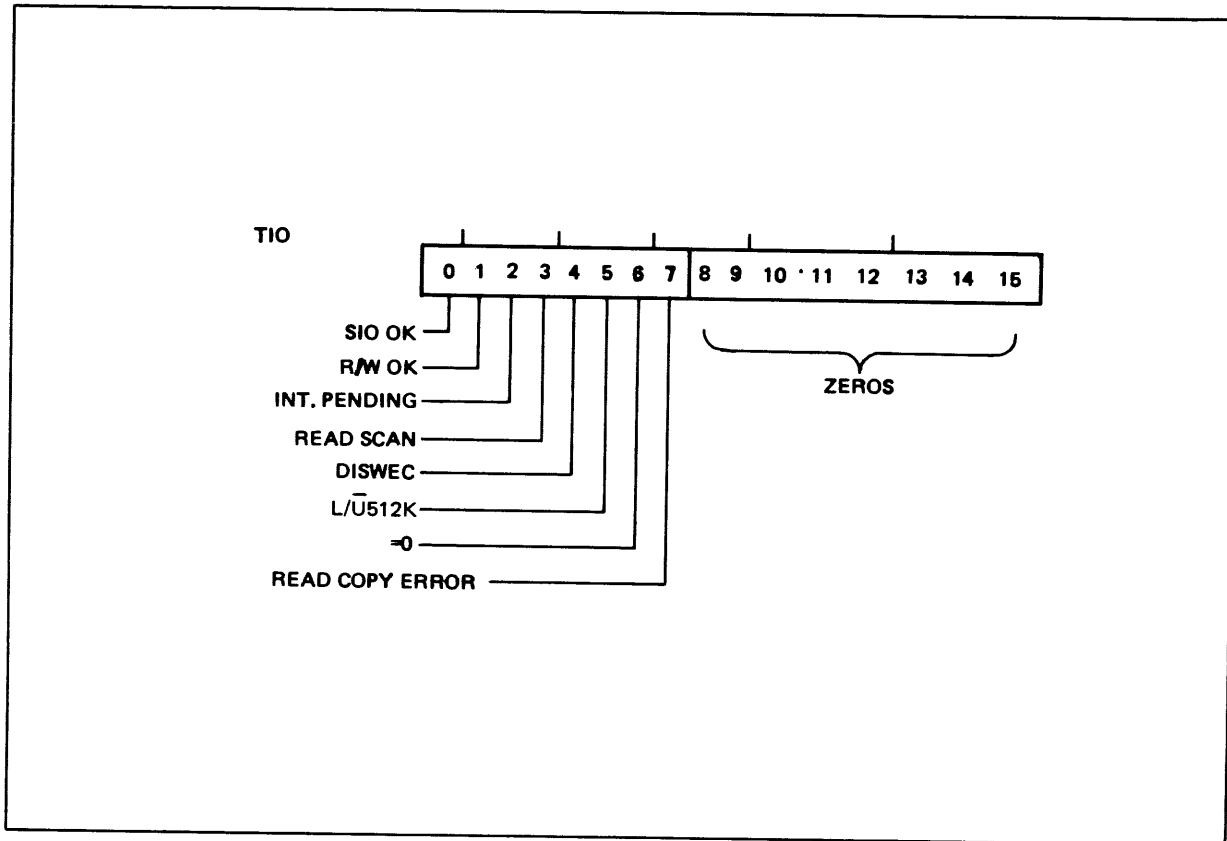 TIO
0 1 2 3 4 5 6 7 8 9 10 11 12 13 14 15
SIO OK
R/W OK
ZEROS
INT. PENDING
READ SCAN
DISWEC
L/U̅512K
=0
READ COPY ERROR